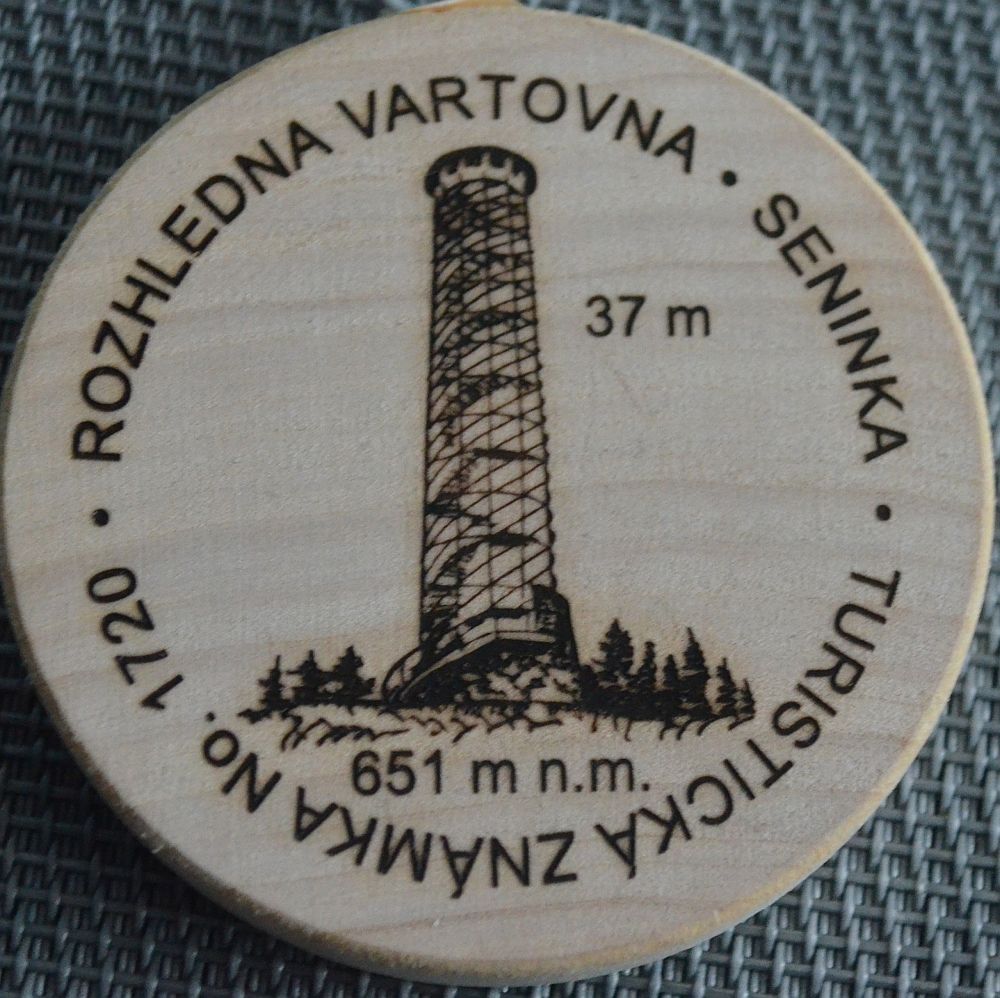 ROZHLEDNA VARTOVNA • SENINKA • TURISTICKÁ ZNÁMKA No. 1720 •
37 m
651 m n.m.